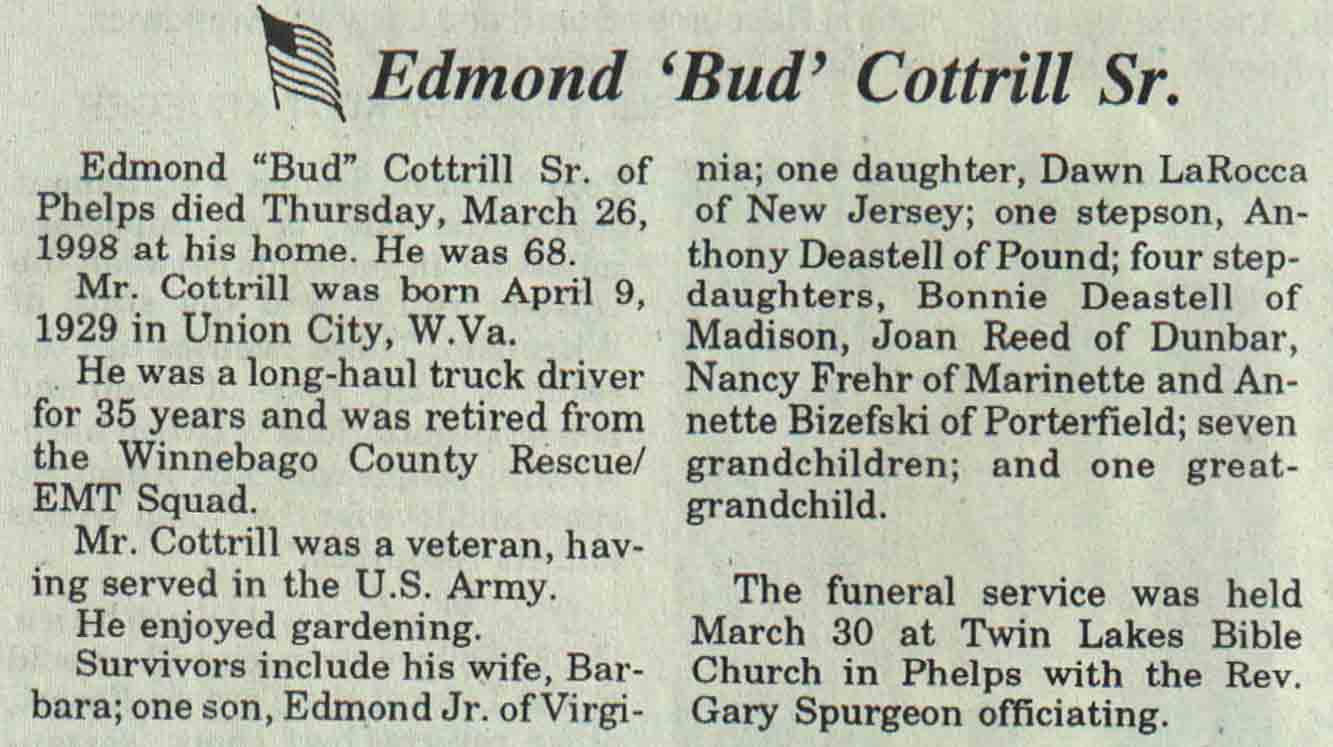 Edmond ‘Bud’ Cottrill Sr.
Edmond “Bud” Cottrill Sr. of
Phelps died Thursday, March 26,
1998 at his home. He was 68.
Mr. Cottrill was born April 9,
1929 in Union City, W.Va.
He was a long-haul truck driver
for 35 years and was retired from
the Winnebago County Rescue/
EMT Squad.
Mr. Cottrill was a veteran, hav-
ing served in the U.S. Army.
He enjoyed gardening.
Survivors include his wife, Bar-
bara; one son, Edmond Jr. of Virgi-
nia; one daughter, Dawn LaRocca
of New Jersey; one stepson, An-
thony Deastell of Pound; four step-
daughters, Bonnie Deastell of
Madison, Joan Reed of Dunbar,
Nancy Frehr of Marinette and An-
nette Bizefski of Porterfield; seven
grandchildren; and one great-
grandchild.
The funeral service was held
March 30 at Twin Lakes Bible
Church in Phelps with the Rev.
Gary Spurgeon officiating.